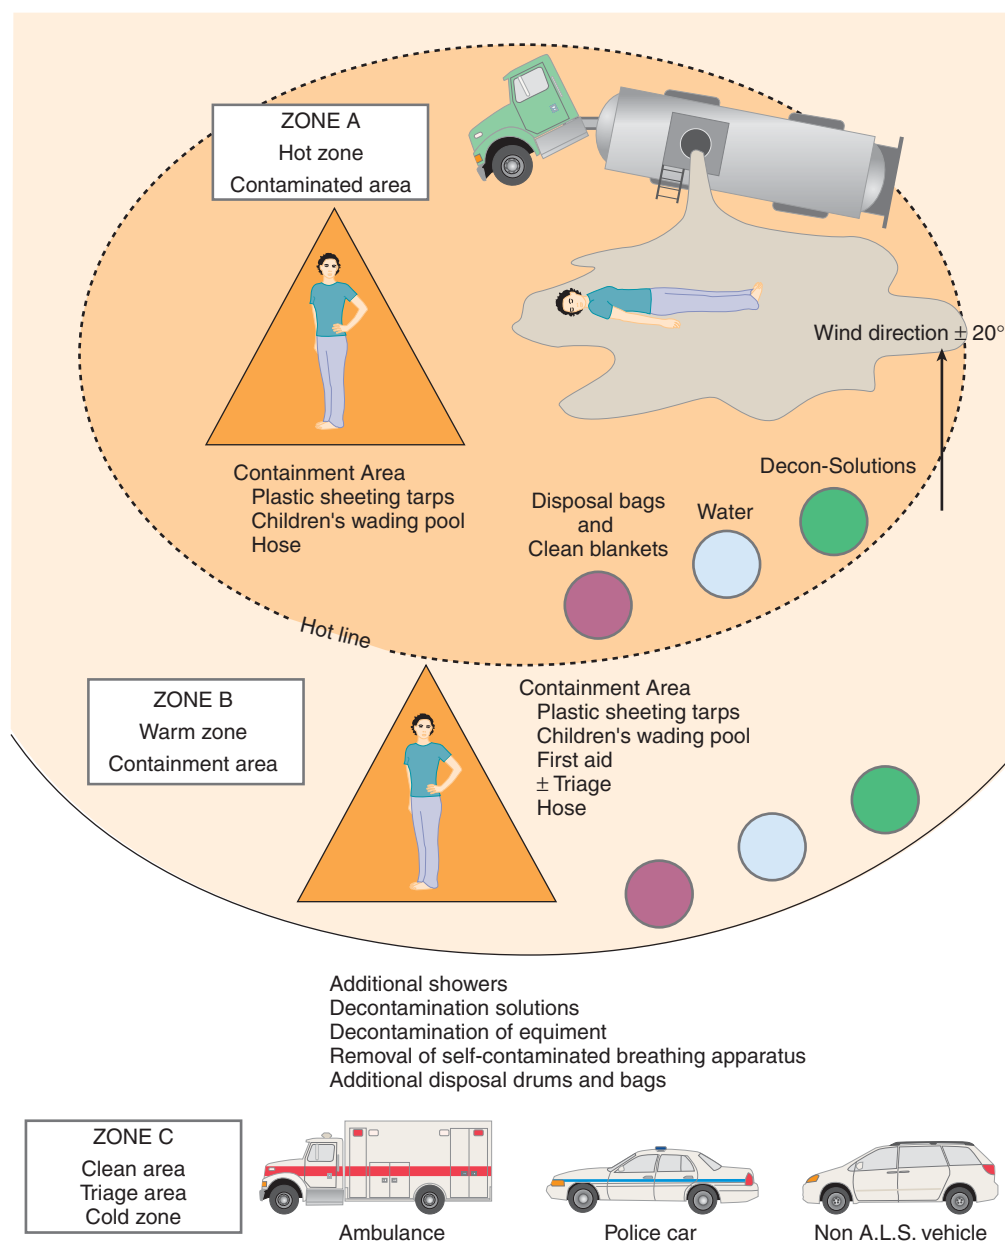 ZONE A
Hot zone
Contaminated area
Wind direction ± 20°
Containment Area
Plastic sheeting tarps
Children's wading pool
Hose
Decon-Solutions
Disposal bags
and
Clean blankets
Water
Hot line
ZONE B
Warm zone
Containment area
Containment Area
Plastic sheeting tarps
Children's wading pool
First aid
± Triage
Hose
Additional showers
Decontamination solutions
Decontamination of equiment
Removal of self-contaminated breathing apparatus
Additional disposal drums and bags
ZONE C
Clean area
Triage area
Cold zone
Ambulance
Police car
Non A.L.S. vehicle